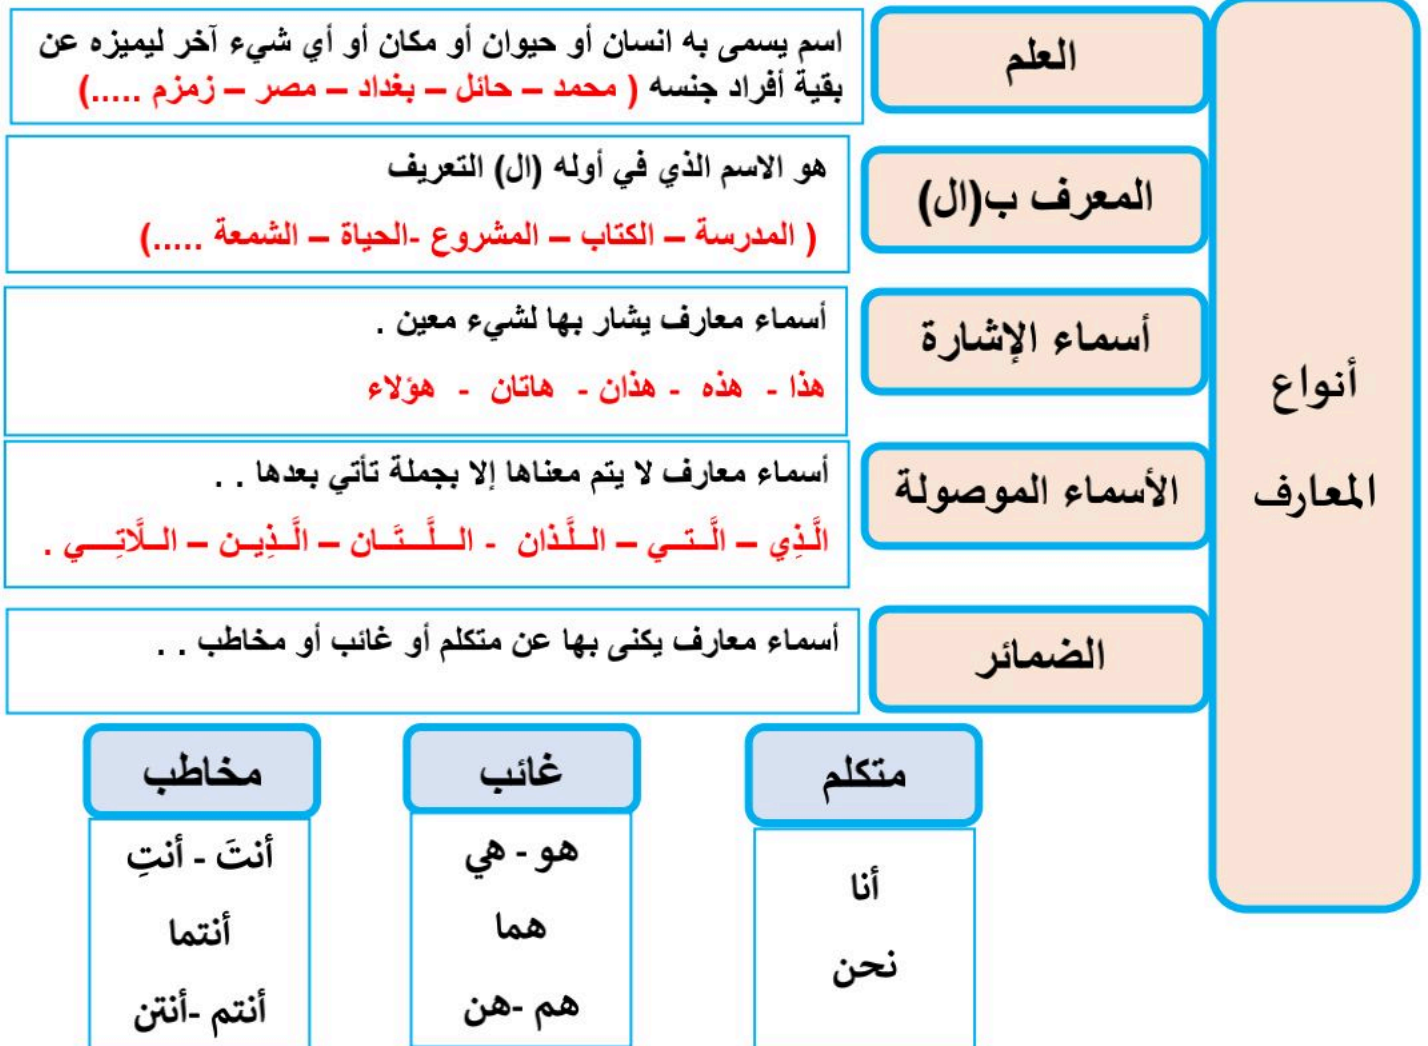 أنواع
المعارف
العلم
اسم يسمى به انسان أو حيوان أو مكان أو أي شيء آخر ليميزه عن
بقية أفراد جنسه ( محمد – حائل – بغداد – مصر – زمزم .....)
المعرف ب(ال)
هو الاسم الذي في أوله (ال) التعريف
( المدرسة – الكتاب – المشروع -الحياة – الشمعة .....)
أسماء الإشارة
أسماء معارف يشار بها لشيء معين .
هذا - هذه - هذان - هاتان - هؤلاء
الأسماء الموصولة
أسماء معارف لا يتم معناها إلا بجملة تأتي بعدها . .
الَّذِي – الَّـتـي – الـلَّذان - الـلَّـتَـان – الَّـذِيـن – الـلَّاتِـــي .
الضمائر
أسماء معارف يكنى بها عن متكلم أو غائب أو مخاطب . .
متكلم
أنا
نحن
غائب
هو - هي
هما
هم -هن
مخاطب
أنتَ - أنتِ
أنتما
أنتم -أنتن